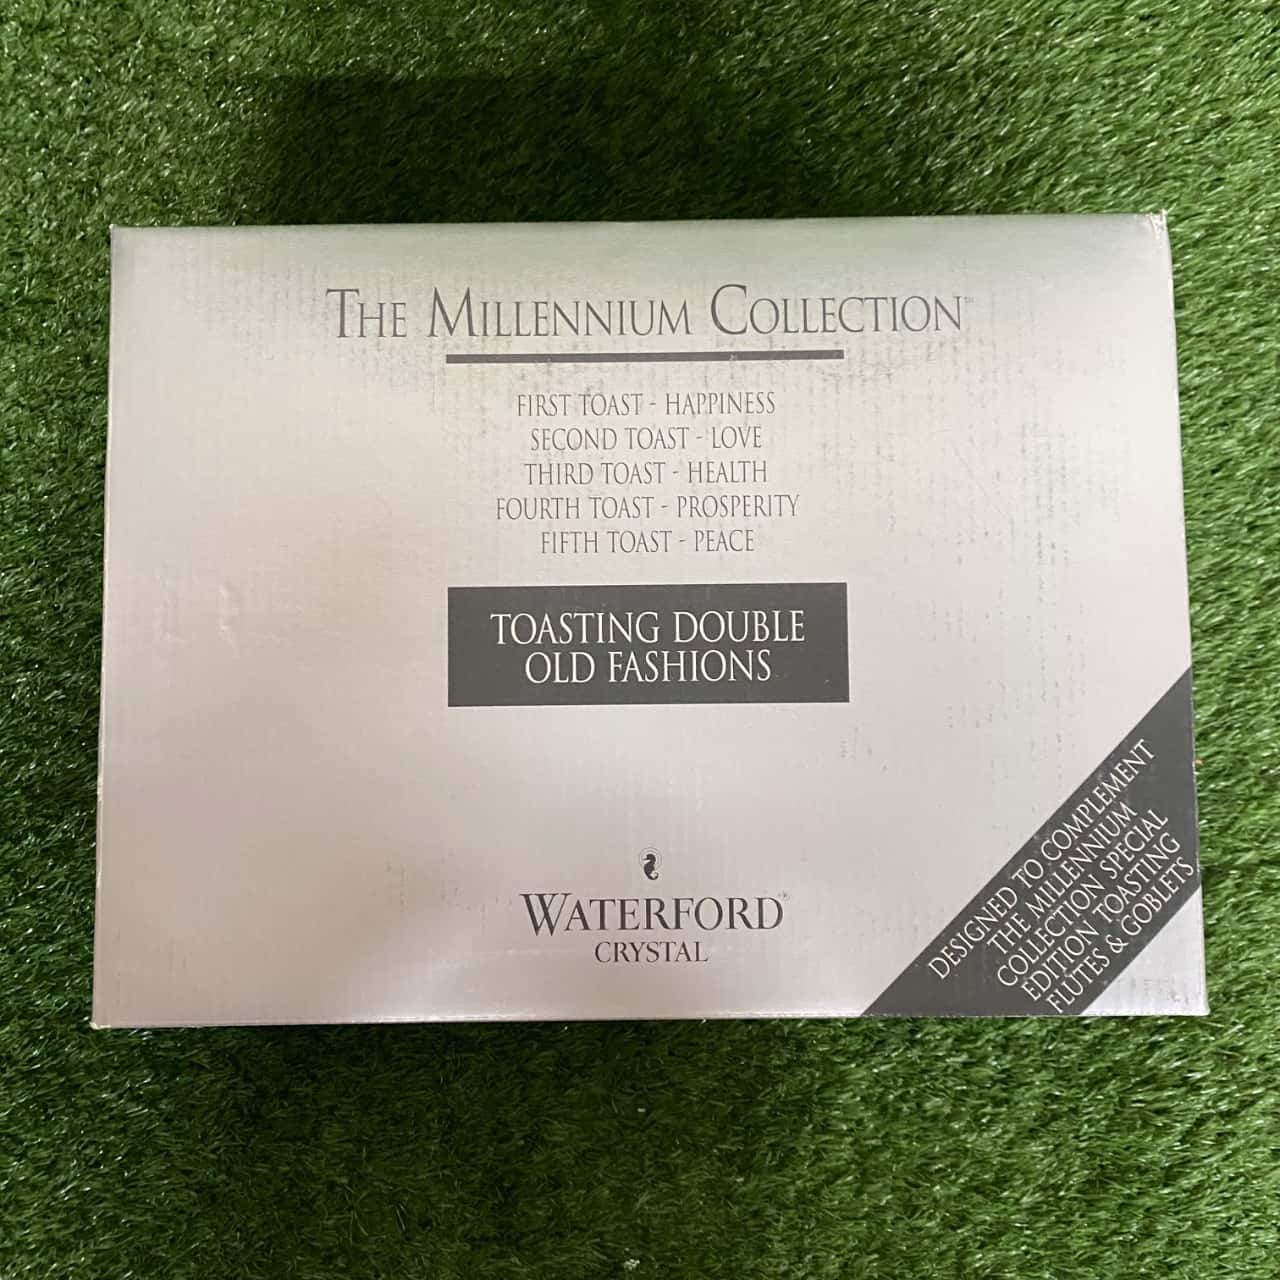 THE MILLENNIUM COLLECTION™
FIRST TOAST - HAPPINESS
SECOND TOAST - LOVE
THIRD TOAST - HEALTH
FOURTH TOAST - PROSPERITY
FIFTH TOAST - PEACE
TOASTING DOUBLE
OLD FASHIONS
WATERFORD®
CRYSTAL
DESIGNED TO COMPLEMENT
THE MILLENNIUM
COLLECTION SPECIAL
EDITION TOASTING
FLUTES & GOBLETS